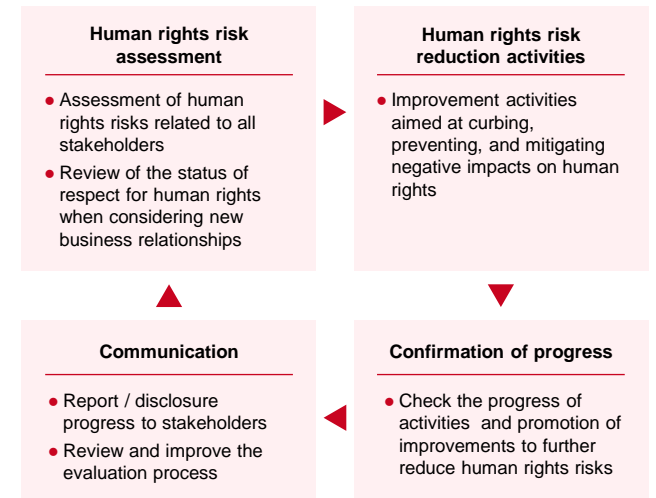 Human rights risk
assessment
● Assessment of human
rights risks related to all
stakeholders
● Review of the status of
respect for human rights
when considering new
business relationships
Human rights risk
reduction activities
● Improvement activities
aimed at curbing,
preventing, and mitigating
negative impacts on human
rights
Communication
● Report / disclosure
progress to stakeholders
● Review and improve the
evaluation process
Confirmation of progress
● Check the progress of
activities and promotion of
improvements to further
reduce human rights risks